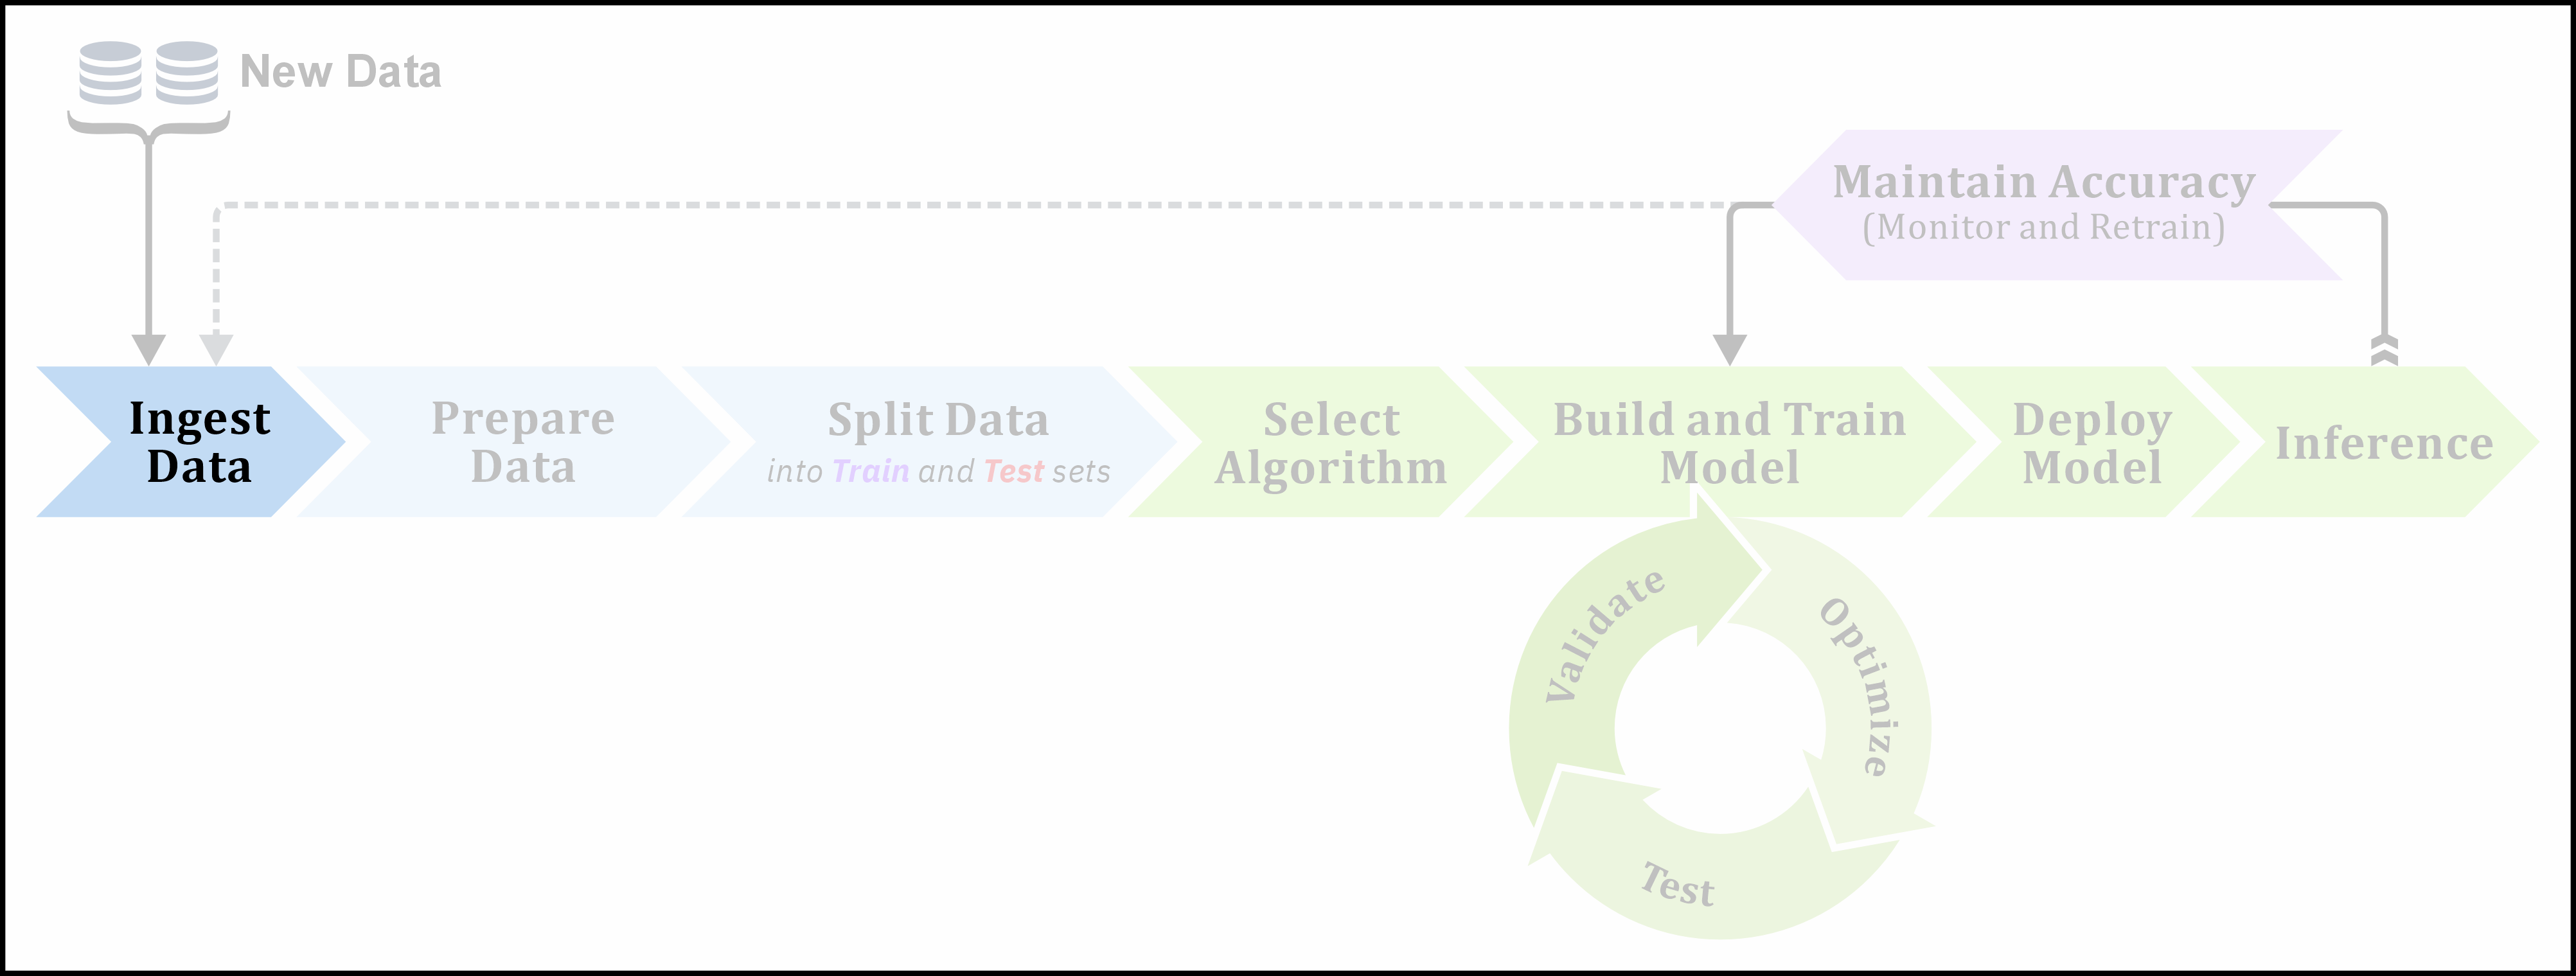 New Data
Maintain Accuracy
(Monitor and Retrain)
Ingest
Data
Prepare
Data
Split Data
into Train and Test sets
Select
Algorithm
Build and Train
Model
Deploy
Model
Inference
Validate
Optimize
Test